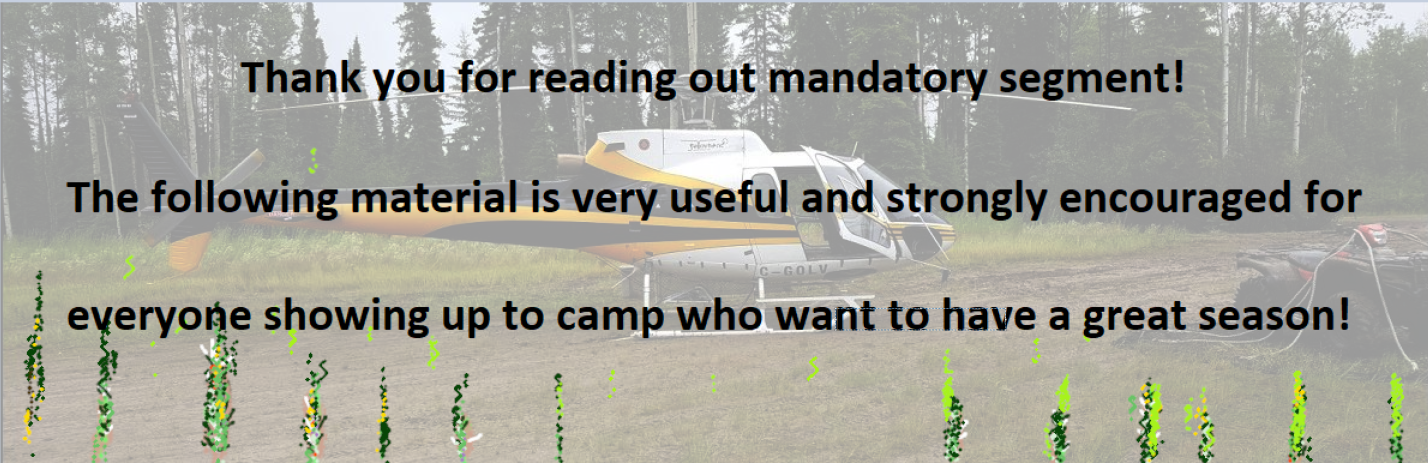 Thank you for reading out mandatory segment!
The following material is very useful and strongly encouraged for
everyone showing up to camp who want to have a great season!
C-GOLV